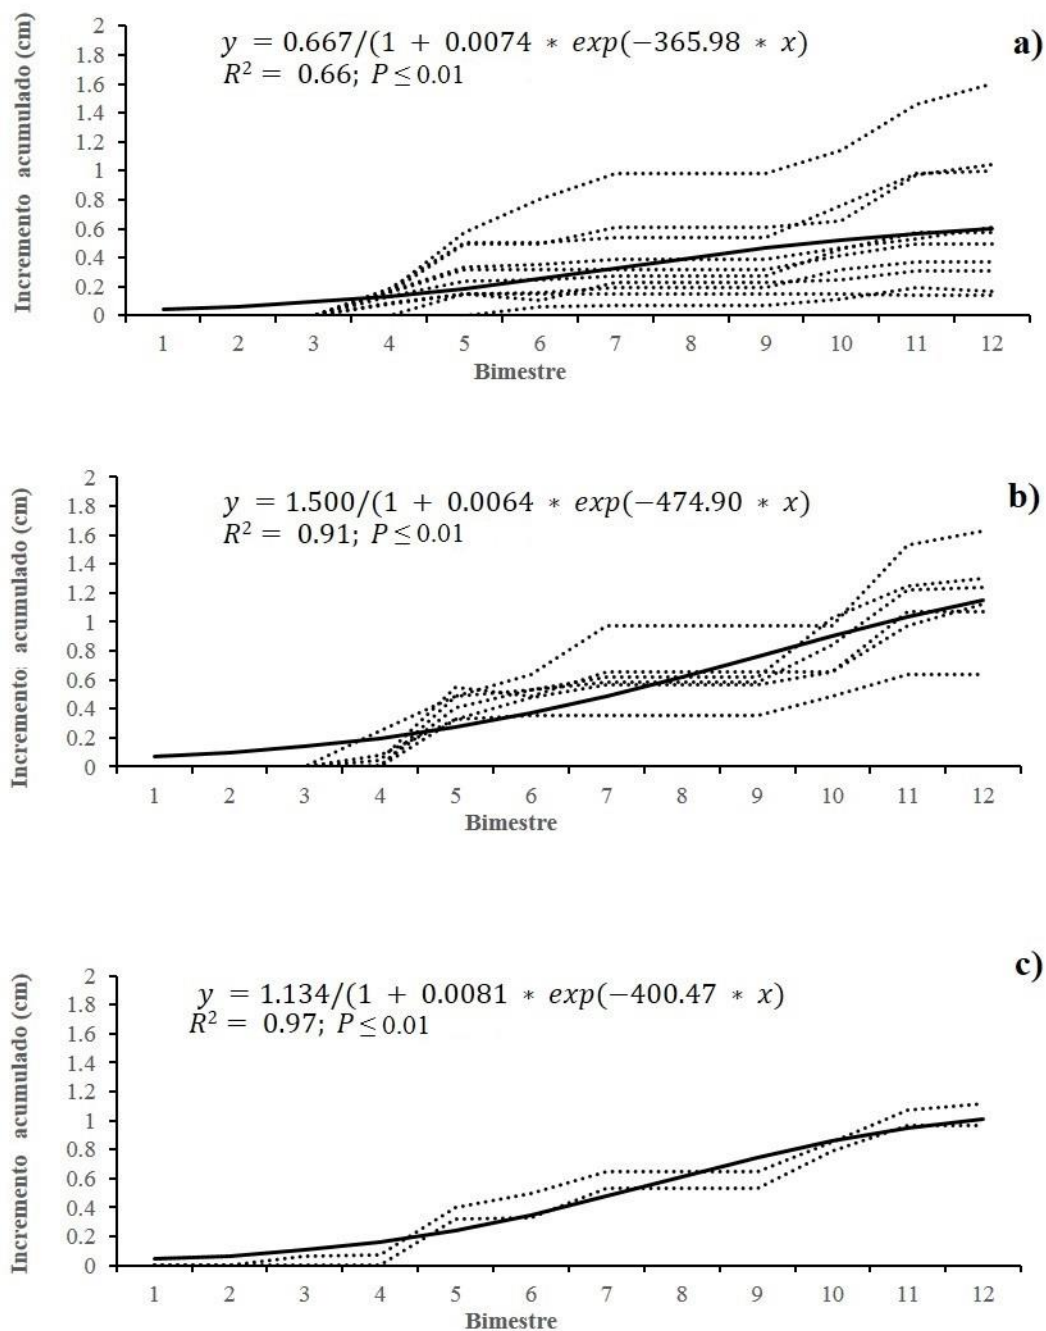 a)
y = 0.667/(1 + 0.0074 * exp(−365.98 * x)
R² = 0.66; P ≤ 0.01
Incremento acumulado (cm)
2
1.8
1.6
1.4
1.2
1
0.8
0.6
0.4
0.2
0
1 2 3 4 5 6 7 8 9 10 11 12
Bimestre
b)
y = 1.500/(1 + 0.0064 * exp(−474.90 * x)
R² = 0.91; P ≤ 0.01
Incremento: acumulado (cm)
2
1.8
1.6
1.4
1.2
1
0.8
0.6
0.4
0.2
0
1 2 3 4 5 6 7 8 9 10 11 12
Bimestre
c)
y = 1.134/(1 + 0.0081 * exp(−400.47 * x)
R² = 0.97; P ≤ 0.01
Incremento acumulado (cm)
2
1.8
1.6
1.4
1.2
1
0.8
0.6
0.4
0.2
0
1 2 3 4 5 6 7 8 9 10 11 12
Bimestre